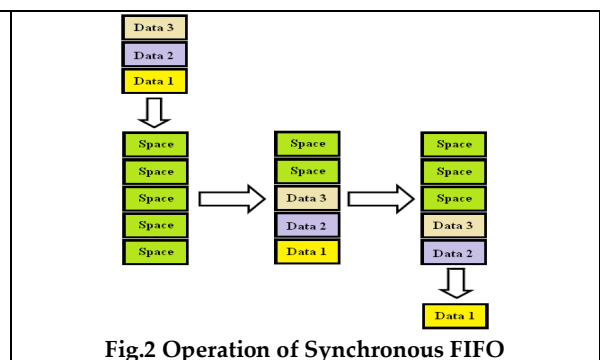 Data 3
Data 2
Data 1
Space
Space
Space
Space
Space
Space
Space
Data 3
Data 2
Data 1
Space
Space
Space
Data 3
Data 2
Data 1
Fig.2 Operation of Synchronous FIFO